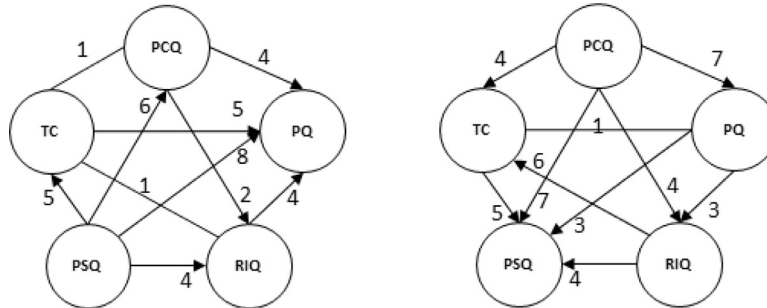 1 PCQ 4 4 PCQ 7
6 5
TC PQ TC 1 PQ
8 6
5 1 2 4 5 7 4 3
3
PSQ RIQ PSQ RIQ
4 4